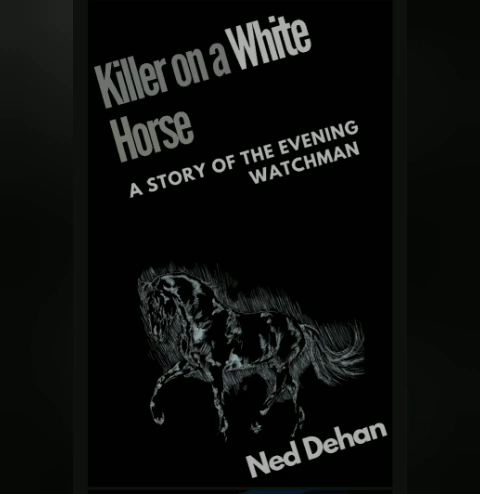 Killer on a White
Horse
A STORY OF THE EVENING
WATCHMAN
Ned Dehan